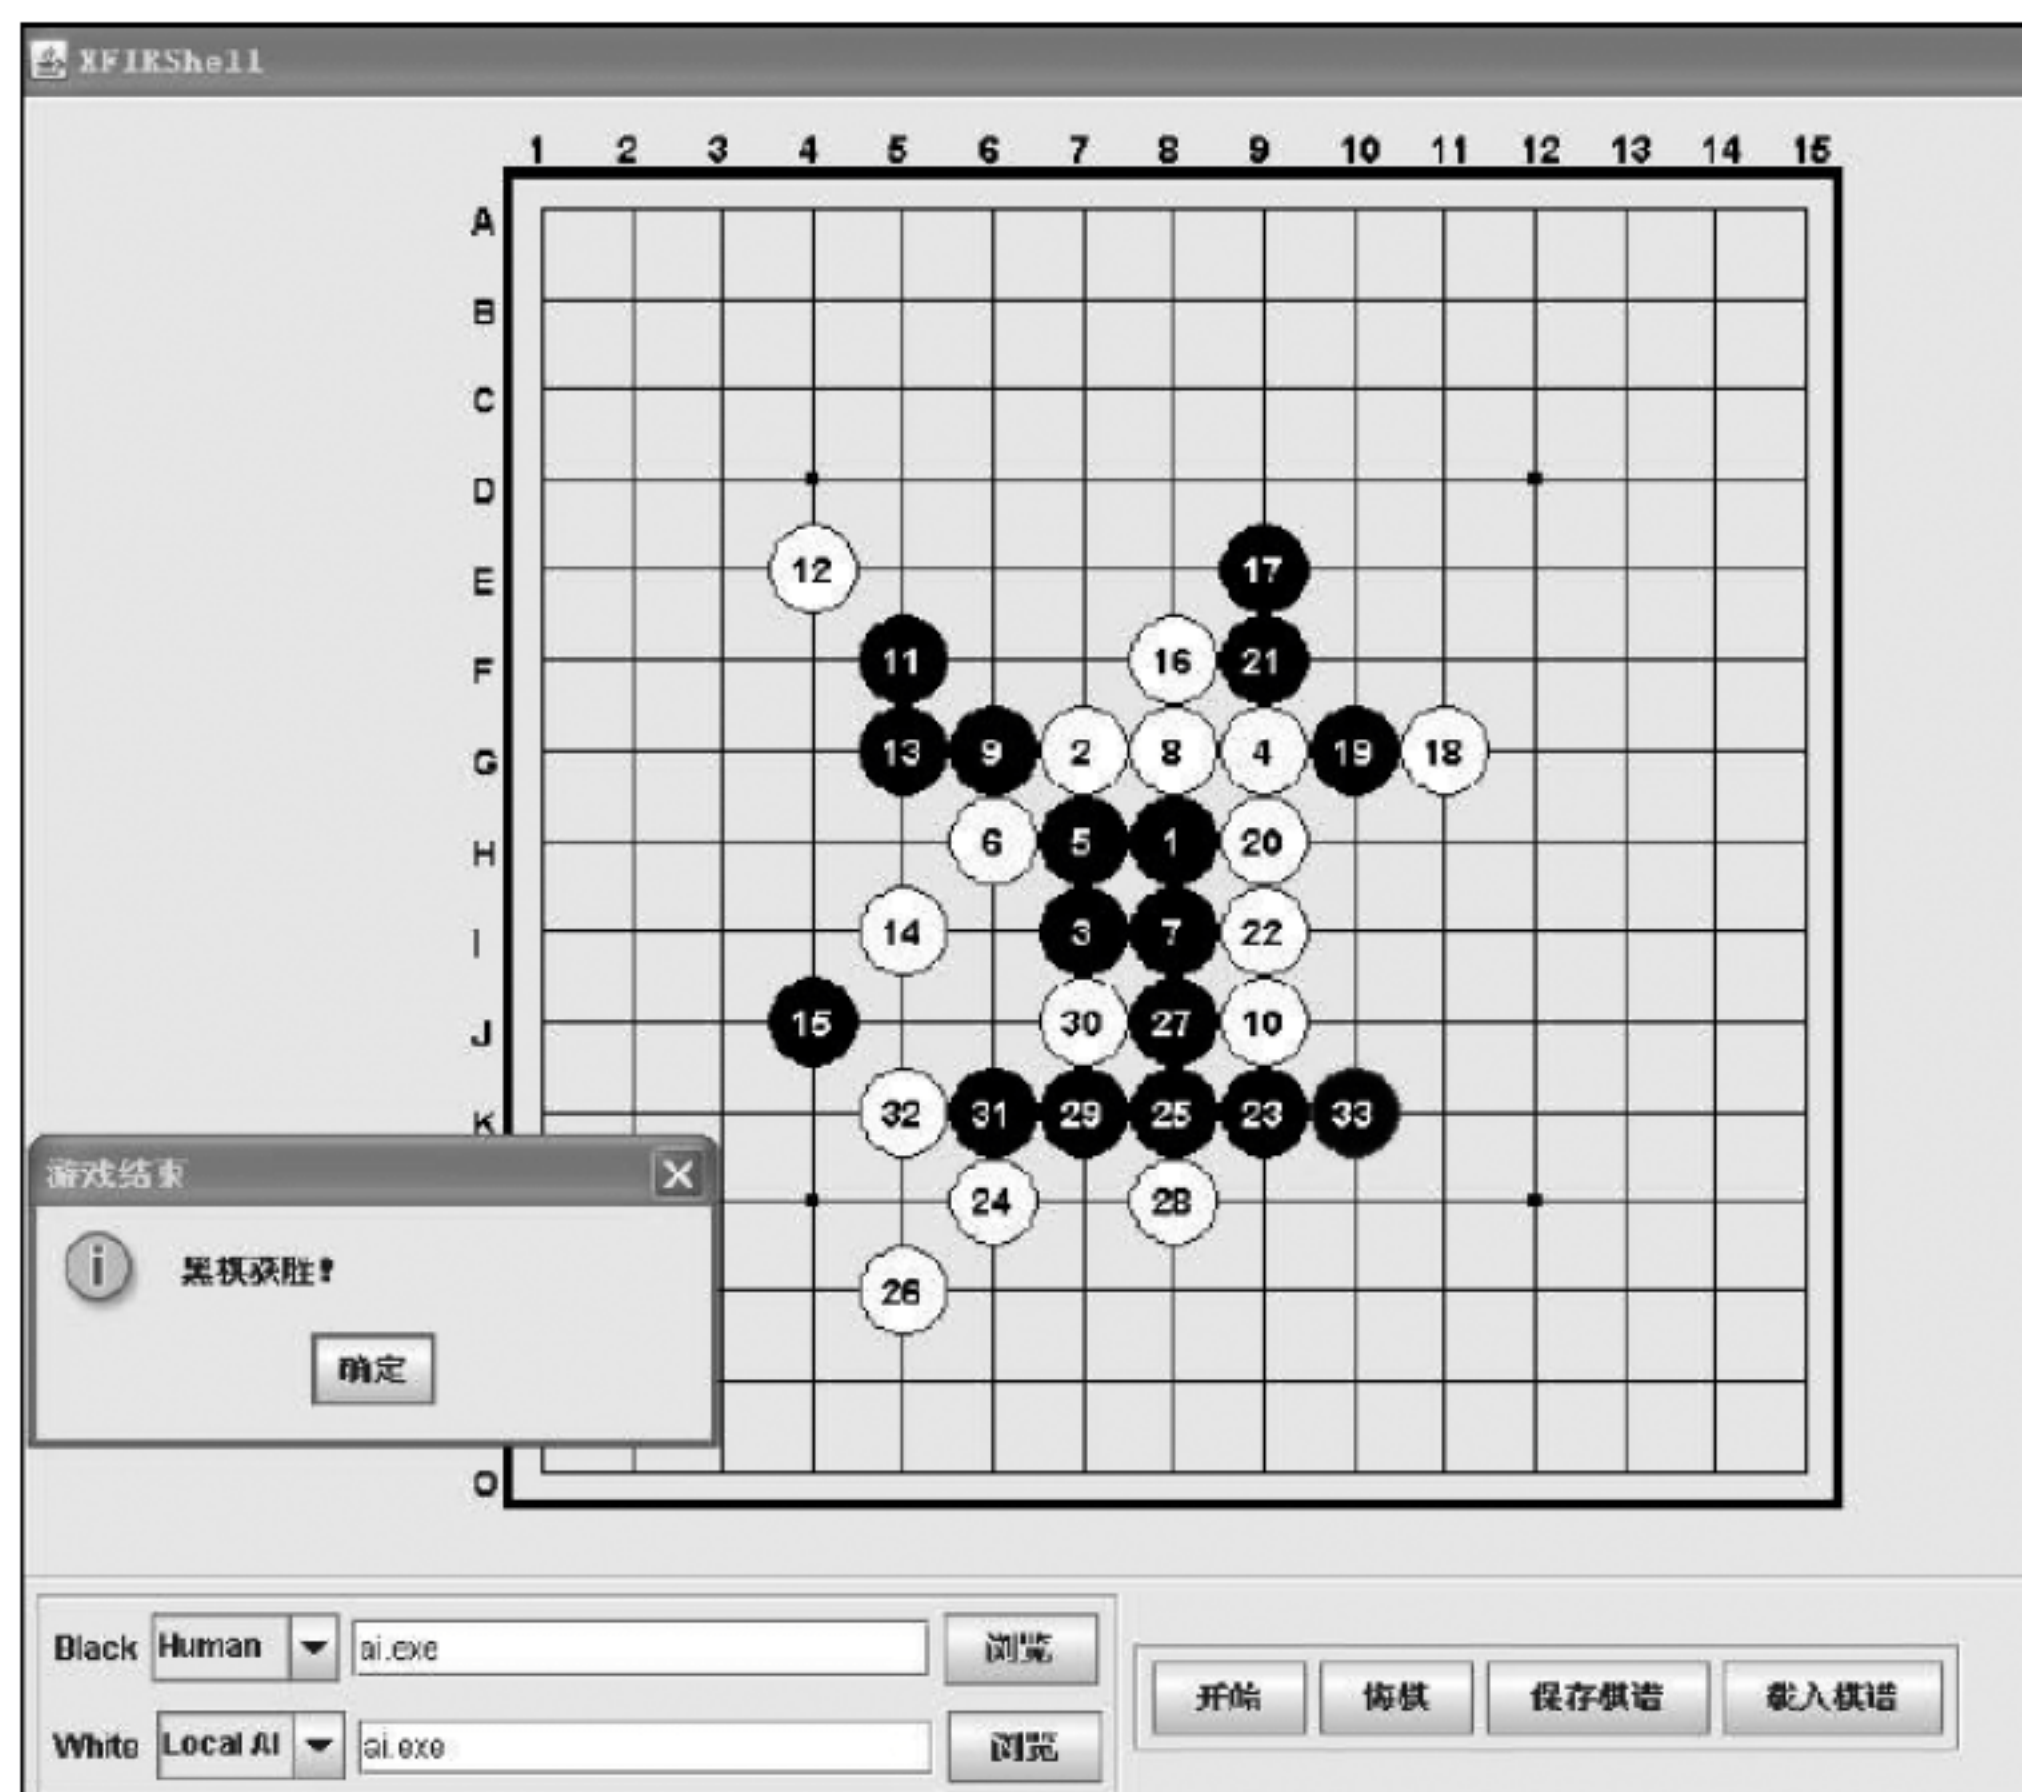 XFIRShell
1 2 3 4 5 6 7 8 9 10 11 12 13 14 15
A
B
C
D
E 12 17
F 11 16 21
G 13 9 2 8 4 19 18
H 6 5 1 20
I 14 3 7 22
J 15 30 27 10
K 32 31 29 25 23 33
24 28
26
O
游戏结束
黑棋获胜!
确定
Black Human ai.exe 浏览
White Local AI ai.exe 浏览
开始 悔棋 保存棋谱 载入棋谱